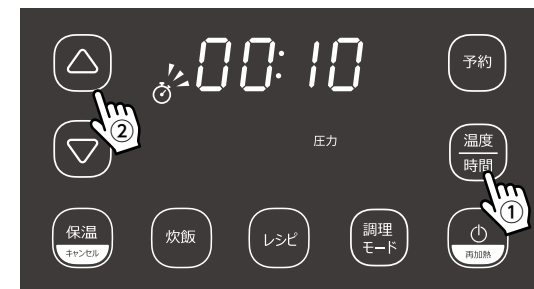 00:10
予約
②
圧力
温度
時間
①
保温
キャンセル
炊飯
レシピ
調理
モード
再加熱